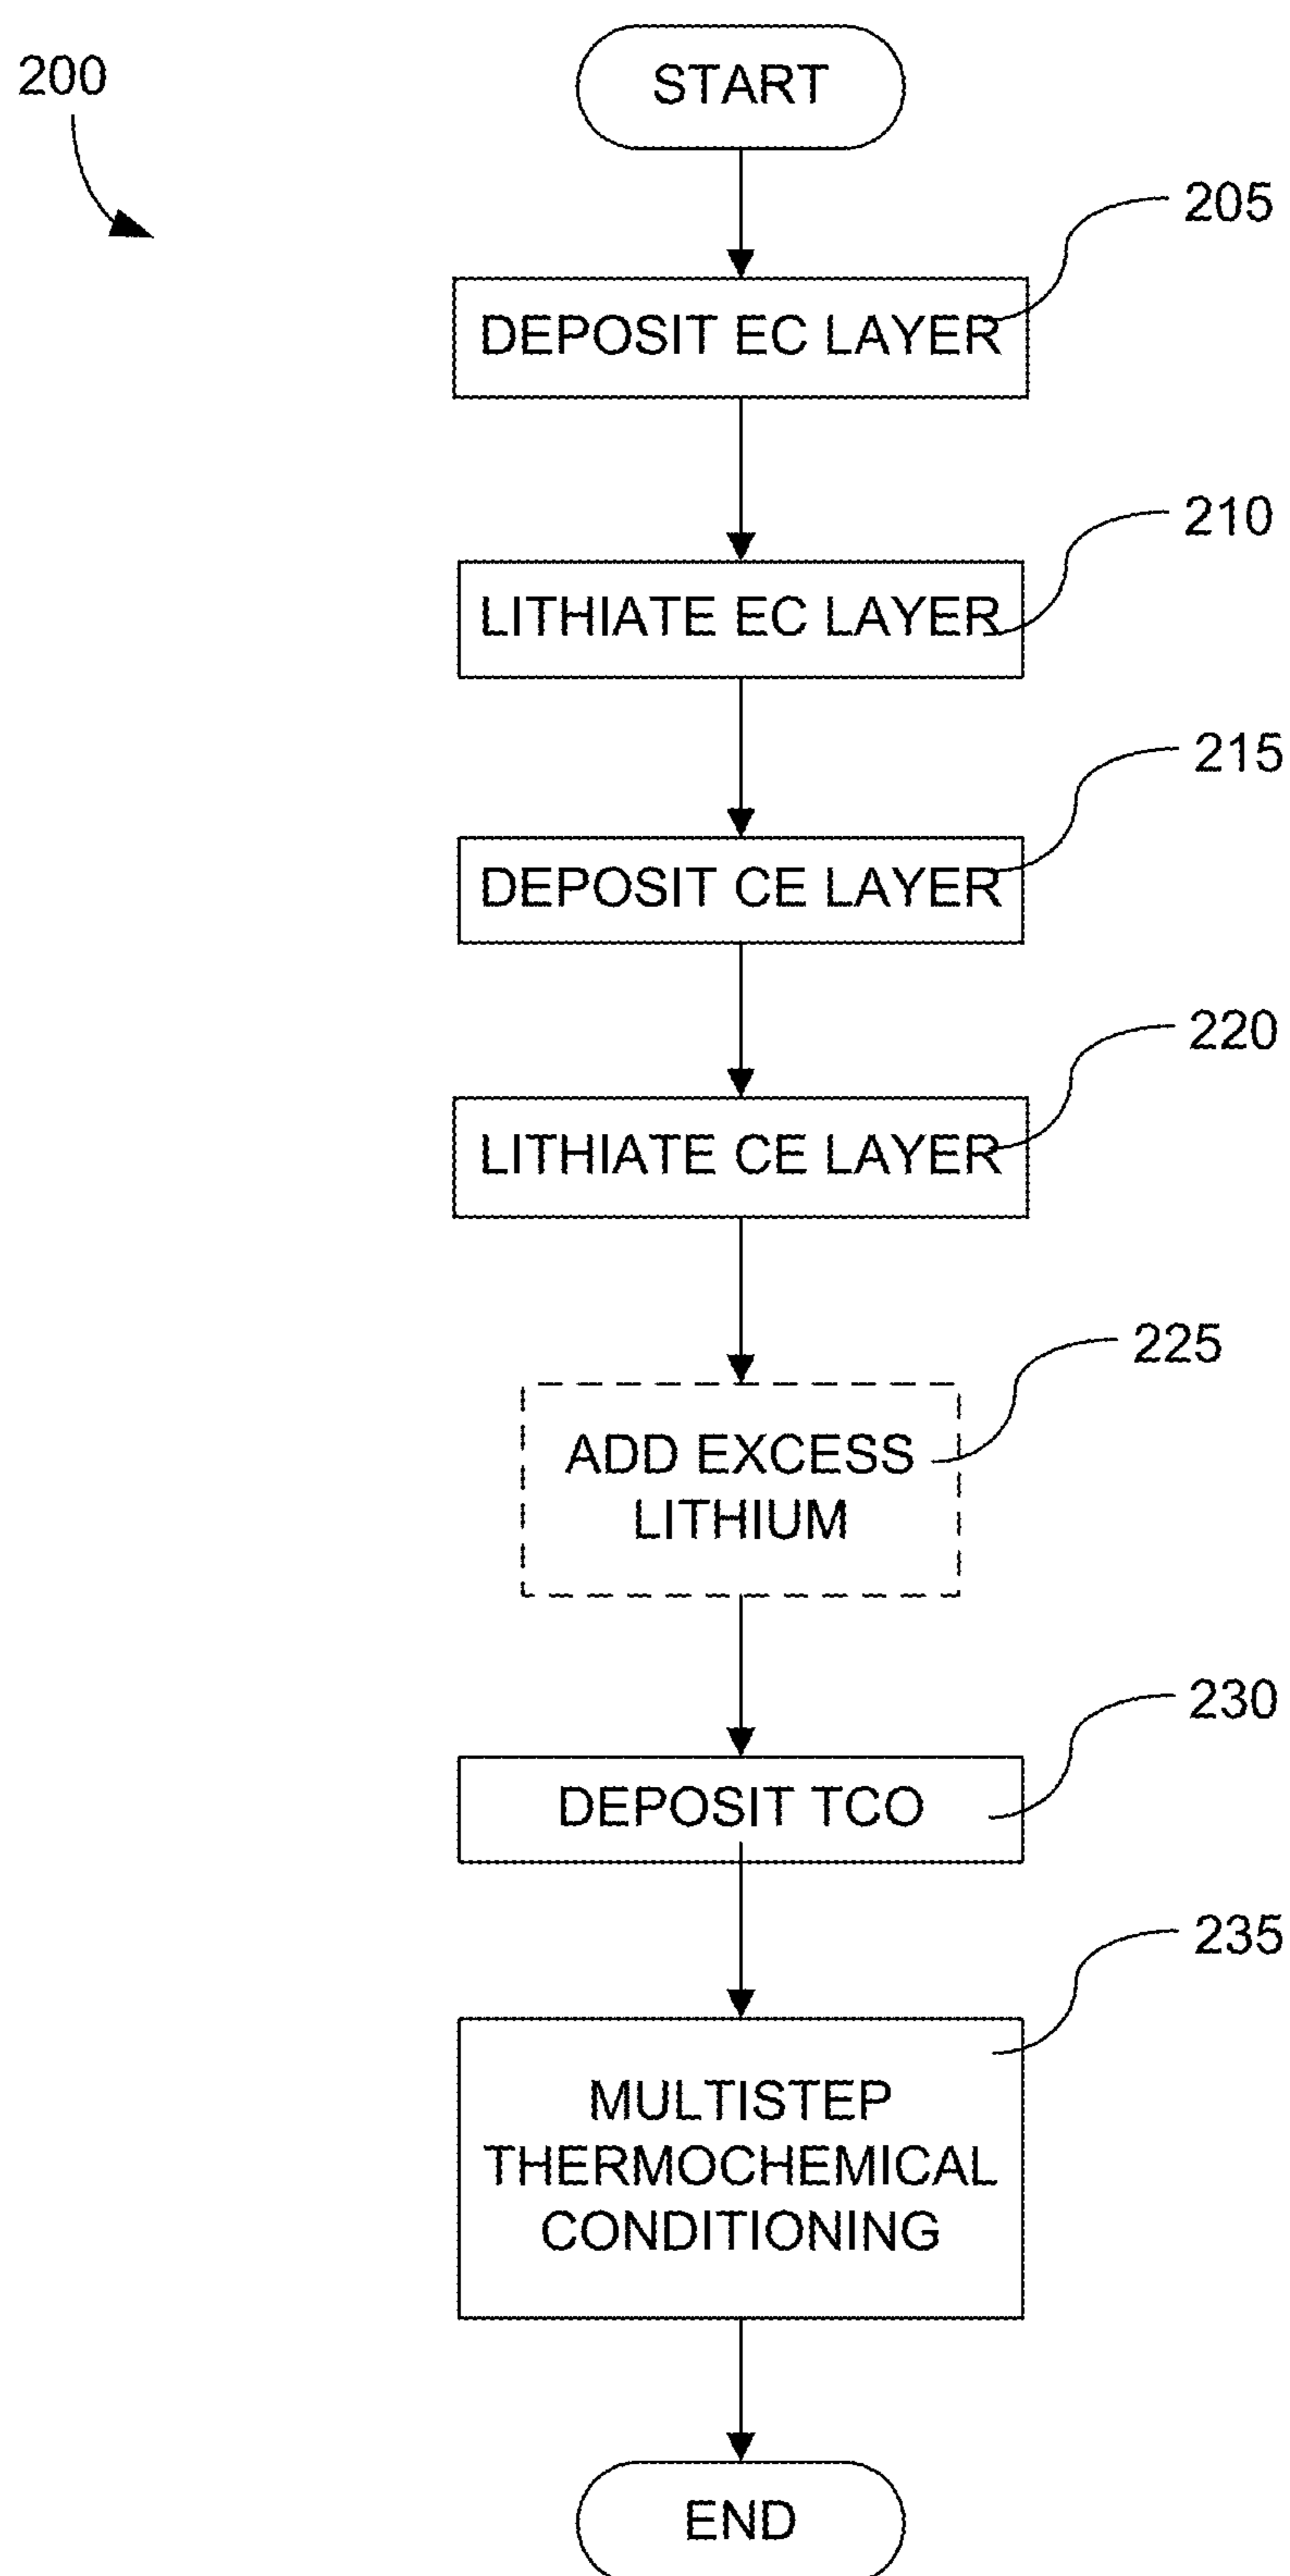 200
START
205
DEPOSIT EC LAYER
210
LITHIATE EC LAYER
215
DEPOSIT CE LAYER
220
LITHIATE CE LAYER
225
ADD EXCESS
LITHIUM
230
DEPOSIT TCO
235
MULTISTEP
THERMOCHEMICAL
CONDITIONING
END